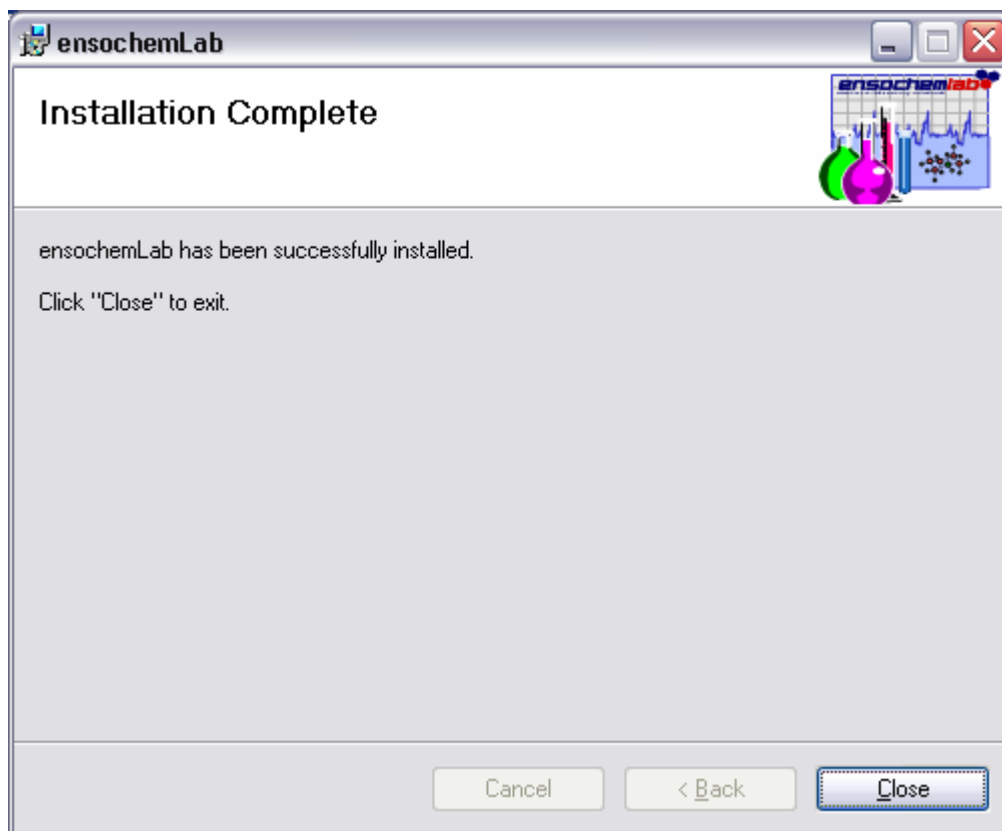 ensochemLab
Installation Complete
ensochemlab
ensochemLab has been successfully installed.
Click "Close" to exit.
Cancel
< Back
Close